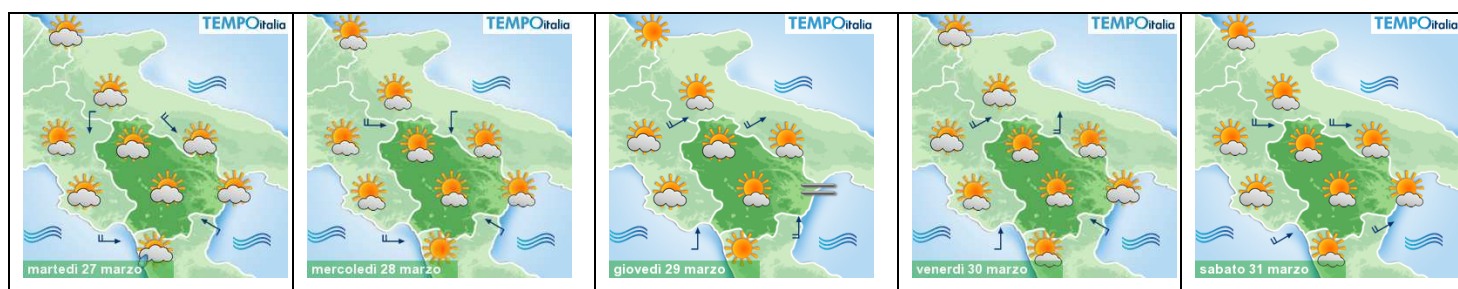 TEMPOitalia
martedì 27 marzo
TEMPOitalia
mercoledì 28 marzo
TEMPOitalia
giovedì 29 marzo
TEMPOitalia
venerdì 30 marzo
TEMPOitalia
sabato 31 marzo